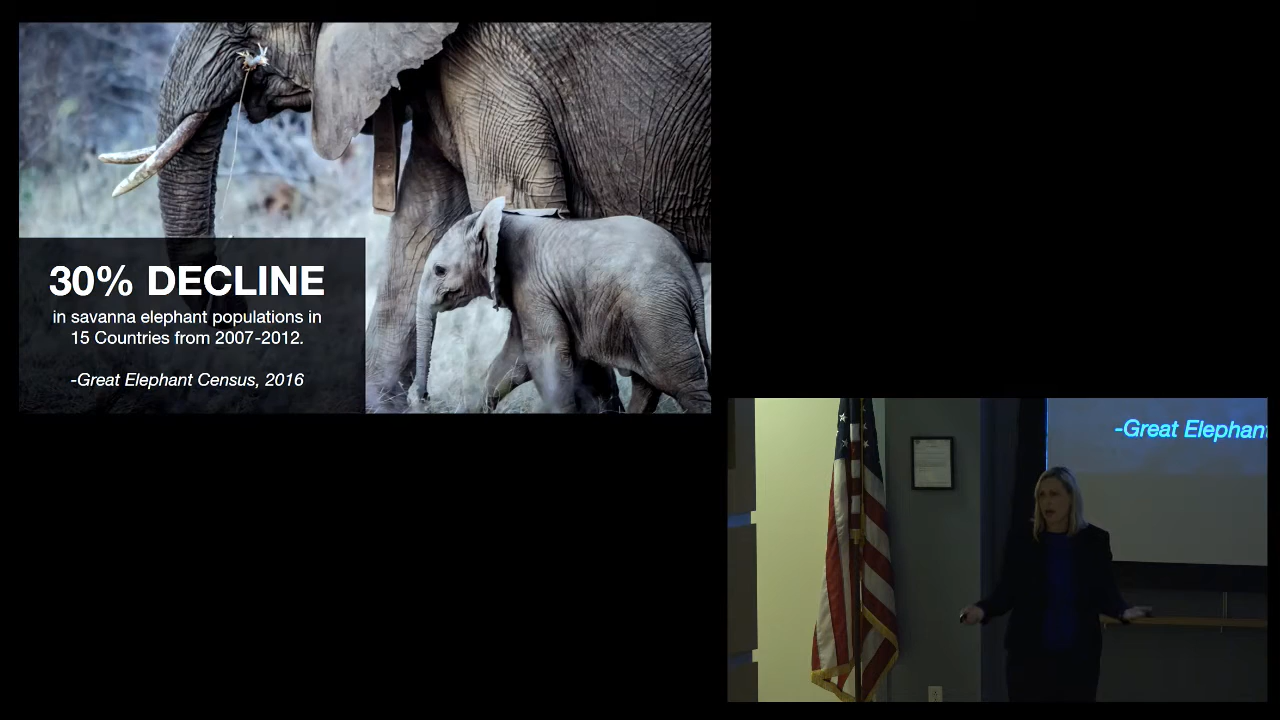 30% DECLINE
in savanna elephant populations in
15 Countries from 2007-2012.
-Great Elephant Census, 2016
-Great Elephant